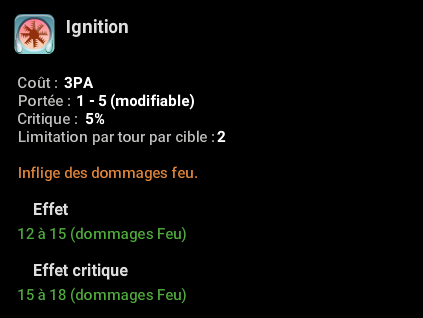 Ignition
Coût : 3PA
Portée : 1 - 5 (modifiable)
Critique : 5%
Limitation par tour par cible : 2
Inflige des dommages feu.
Effet
12 à 15 (dommages Feu)
Effet critique
15 à 18 (dommages Feu)